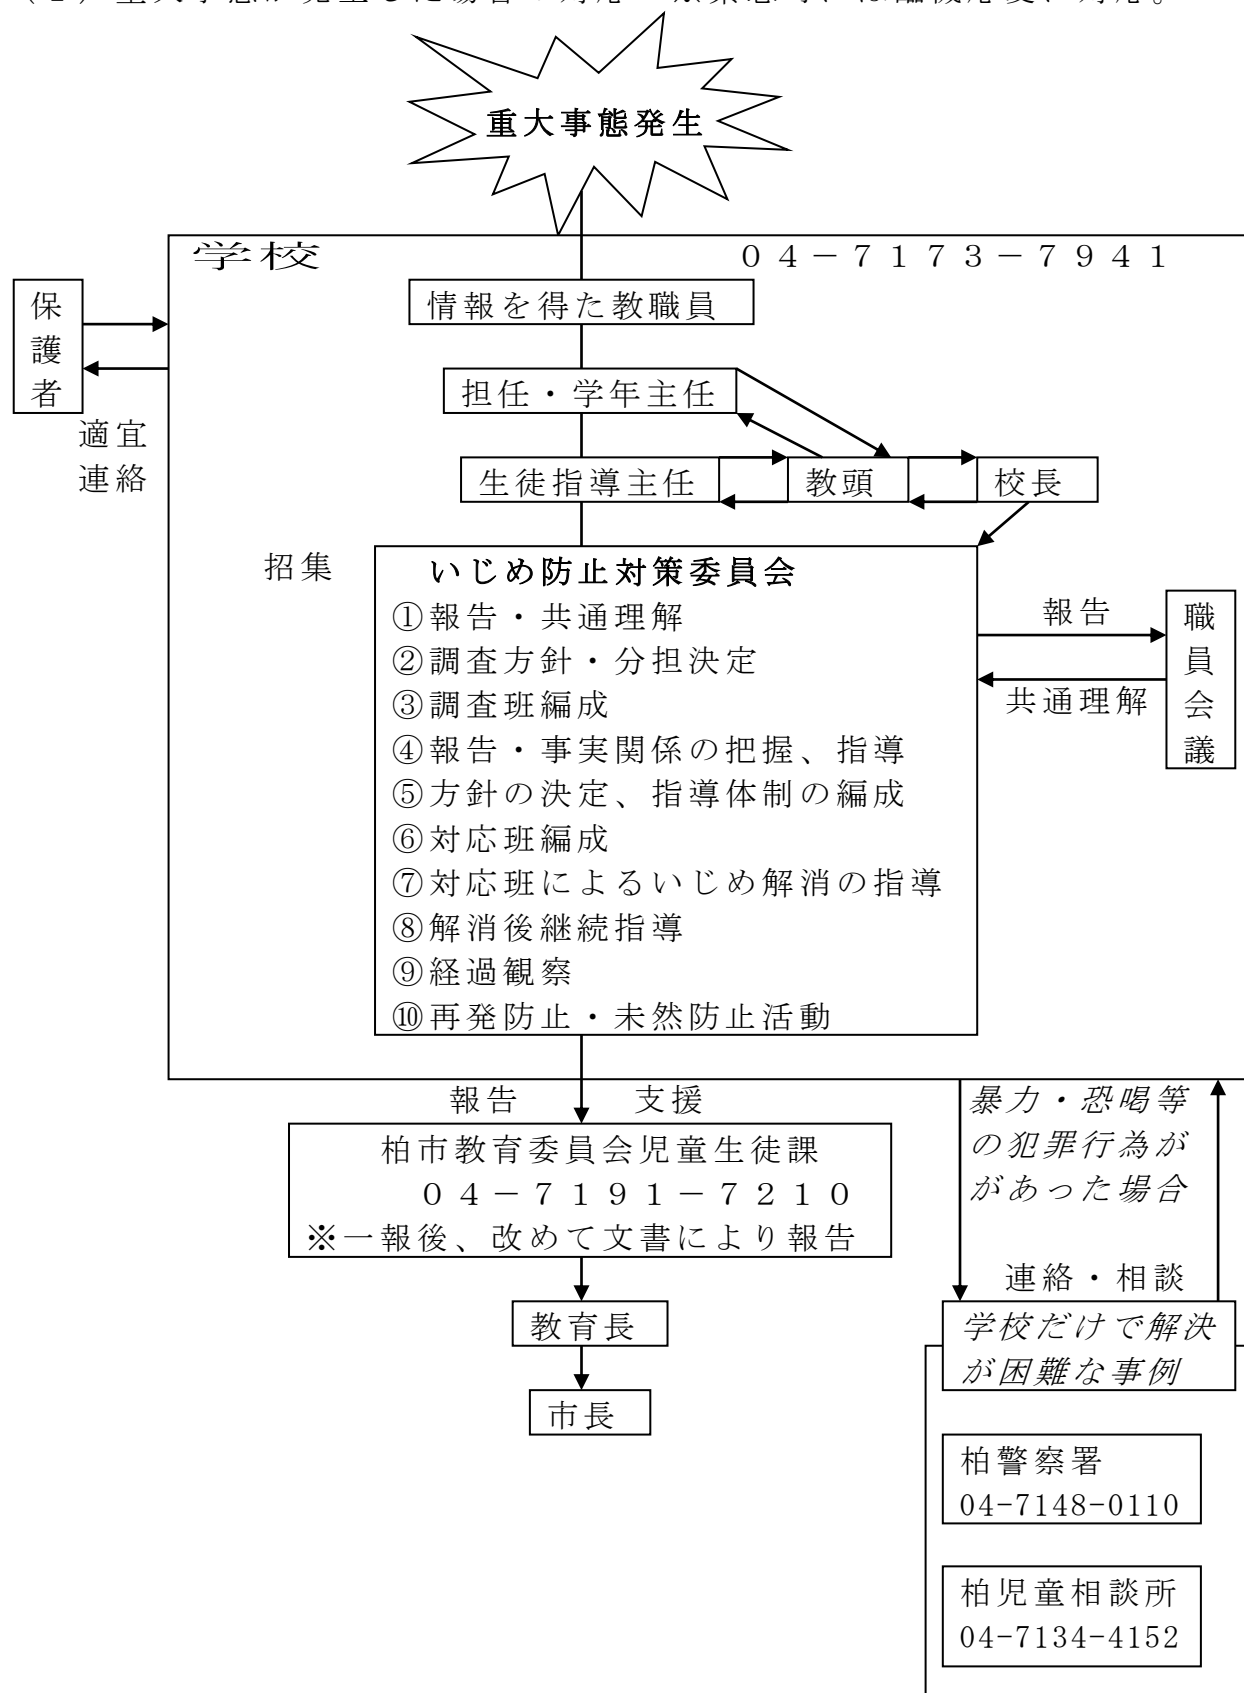 重大事態発生
学校　０４－７１７３－７９４１
保護者
情報を得た教職員
担任・学年主任
適宜
連絡
生徒指導主任
教頭
校長
招集
いじめ防止対策委員会
①報告・共通理解
②調査方針・分担決定
③調査班編成
④報告・事実関係の把握、指導
⑤方針の決定、指導体制の編成
⑥対応班編成
⑦対応班によるいじめ解消の指導
⑧解消後継続指導
⑨経過観察
⑩再発防止・未然防止活動
報告
共通理解
職員会議
報告　支援
柏市教育委員会児童生徒課
０４－７１９１－７２１０
※一報後、改めて文書により報告
教育長
市長
暴力・恐喝等
の犯罪行為が
があった場合
連絡・相談
学校だけで解決
が困難な事例
柏警察署
04-7148-0110
柏児童相談所
04-7134-4152